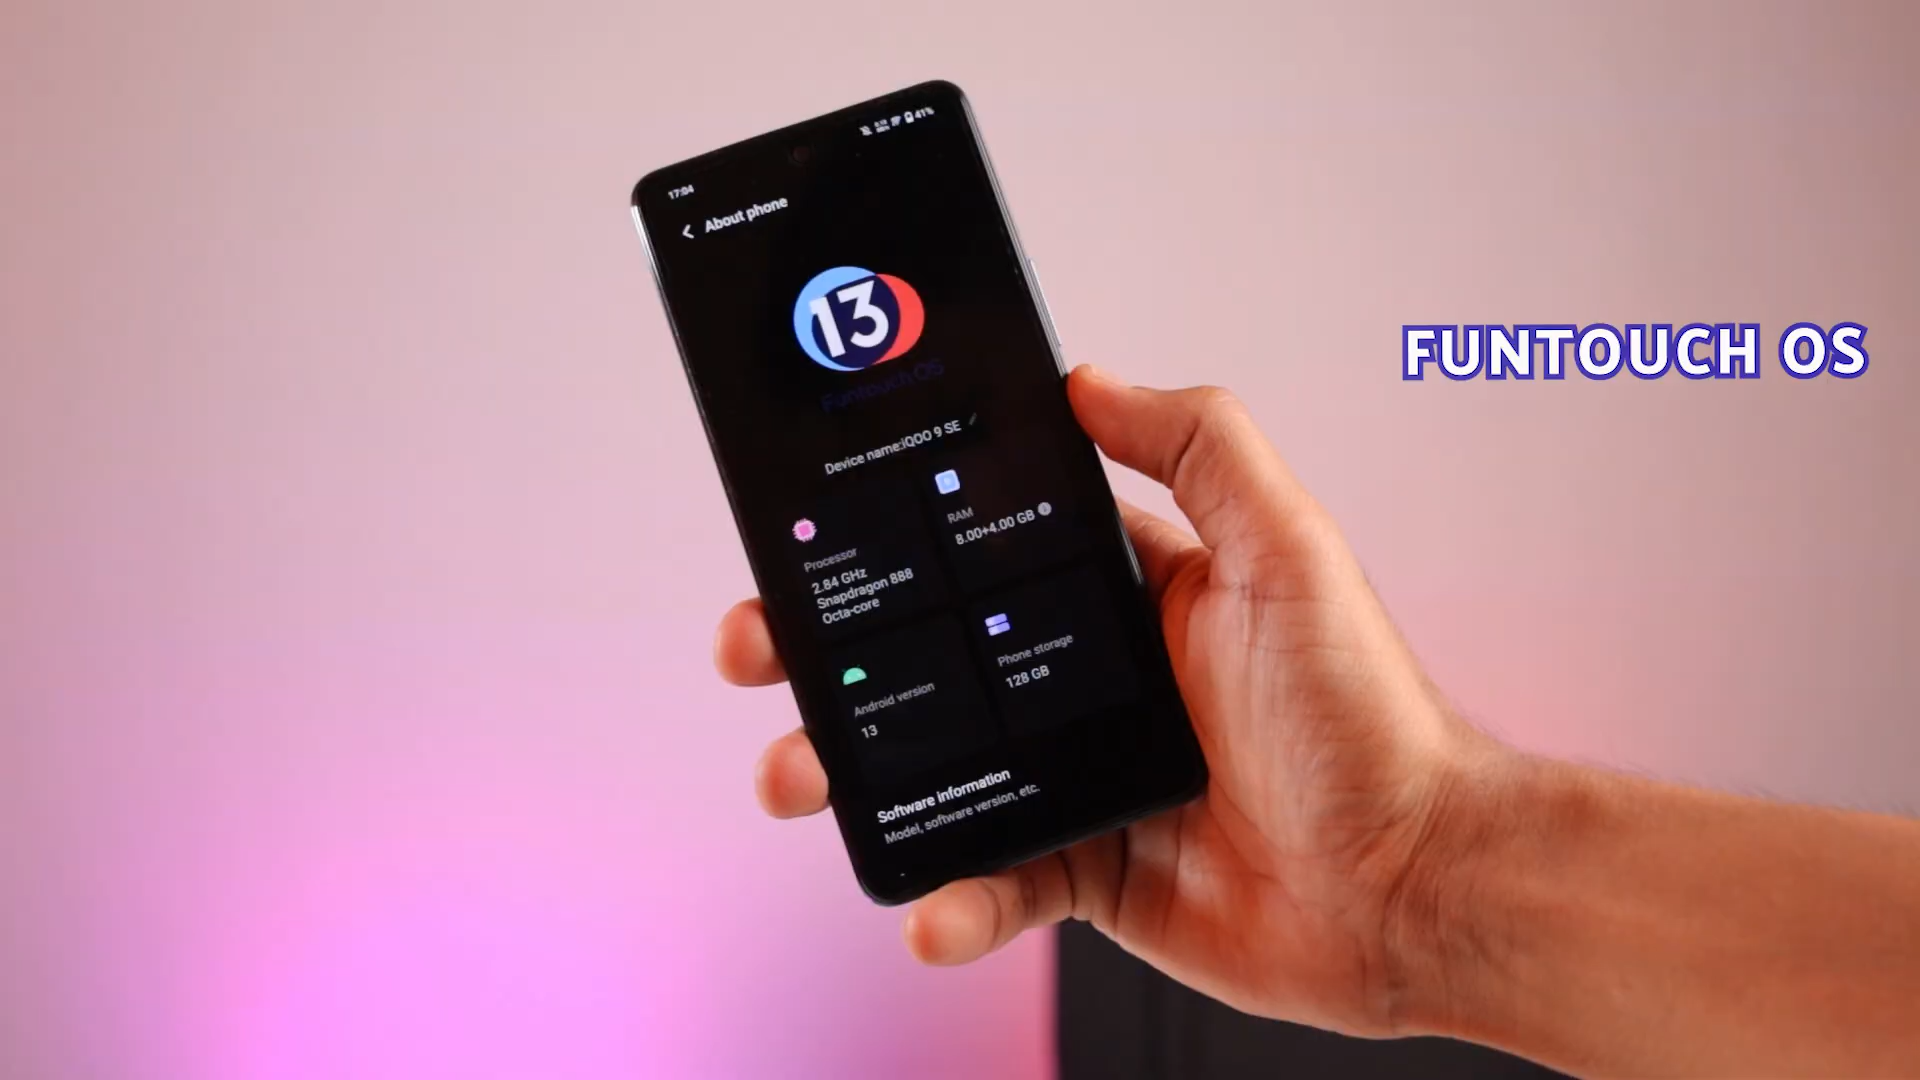 17:04
41%
About phone
13
Funtouch OS
Device name:iQOO 9 SE
Processor
2.84 GHz
Snapdragon 888
Octa-core
RAM
8.00+4.00 GB
Android version
13
Phone storage
128 GB
Software information
Model, software version, etc.
FUNTOUCH OS